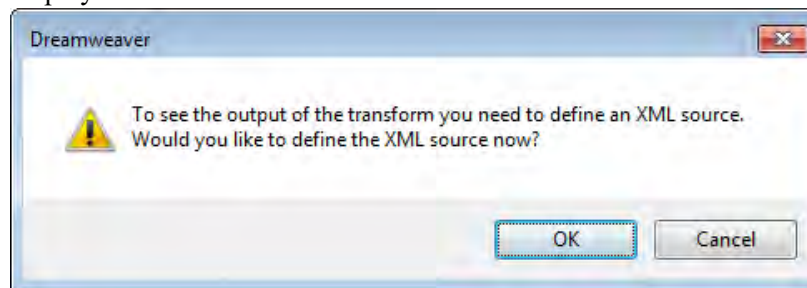 Dreamweaver
To see the output of the transform you need to define an XML source.
Would you like to define the XML source now?
OK
Cancel